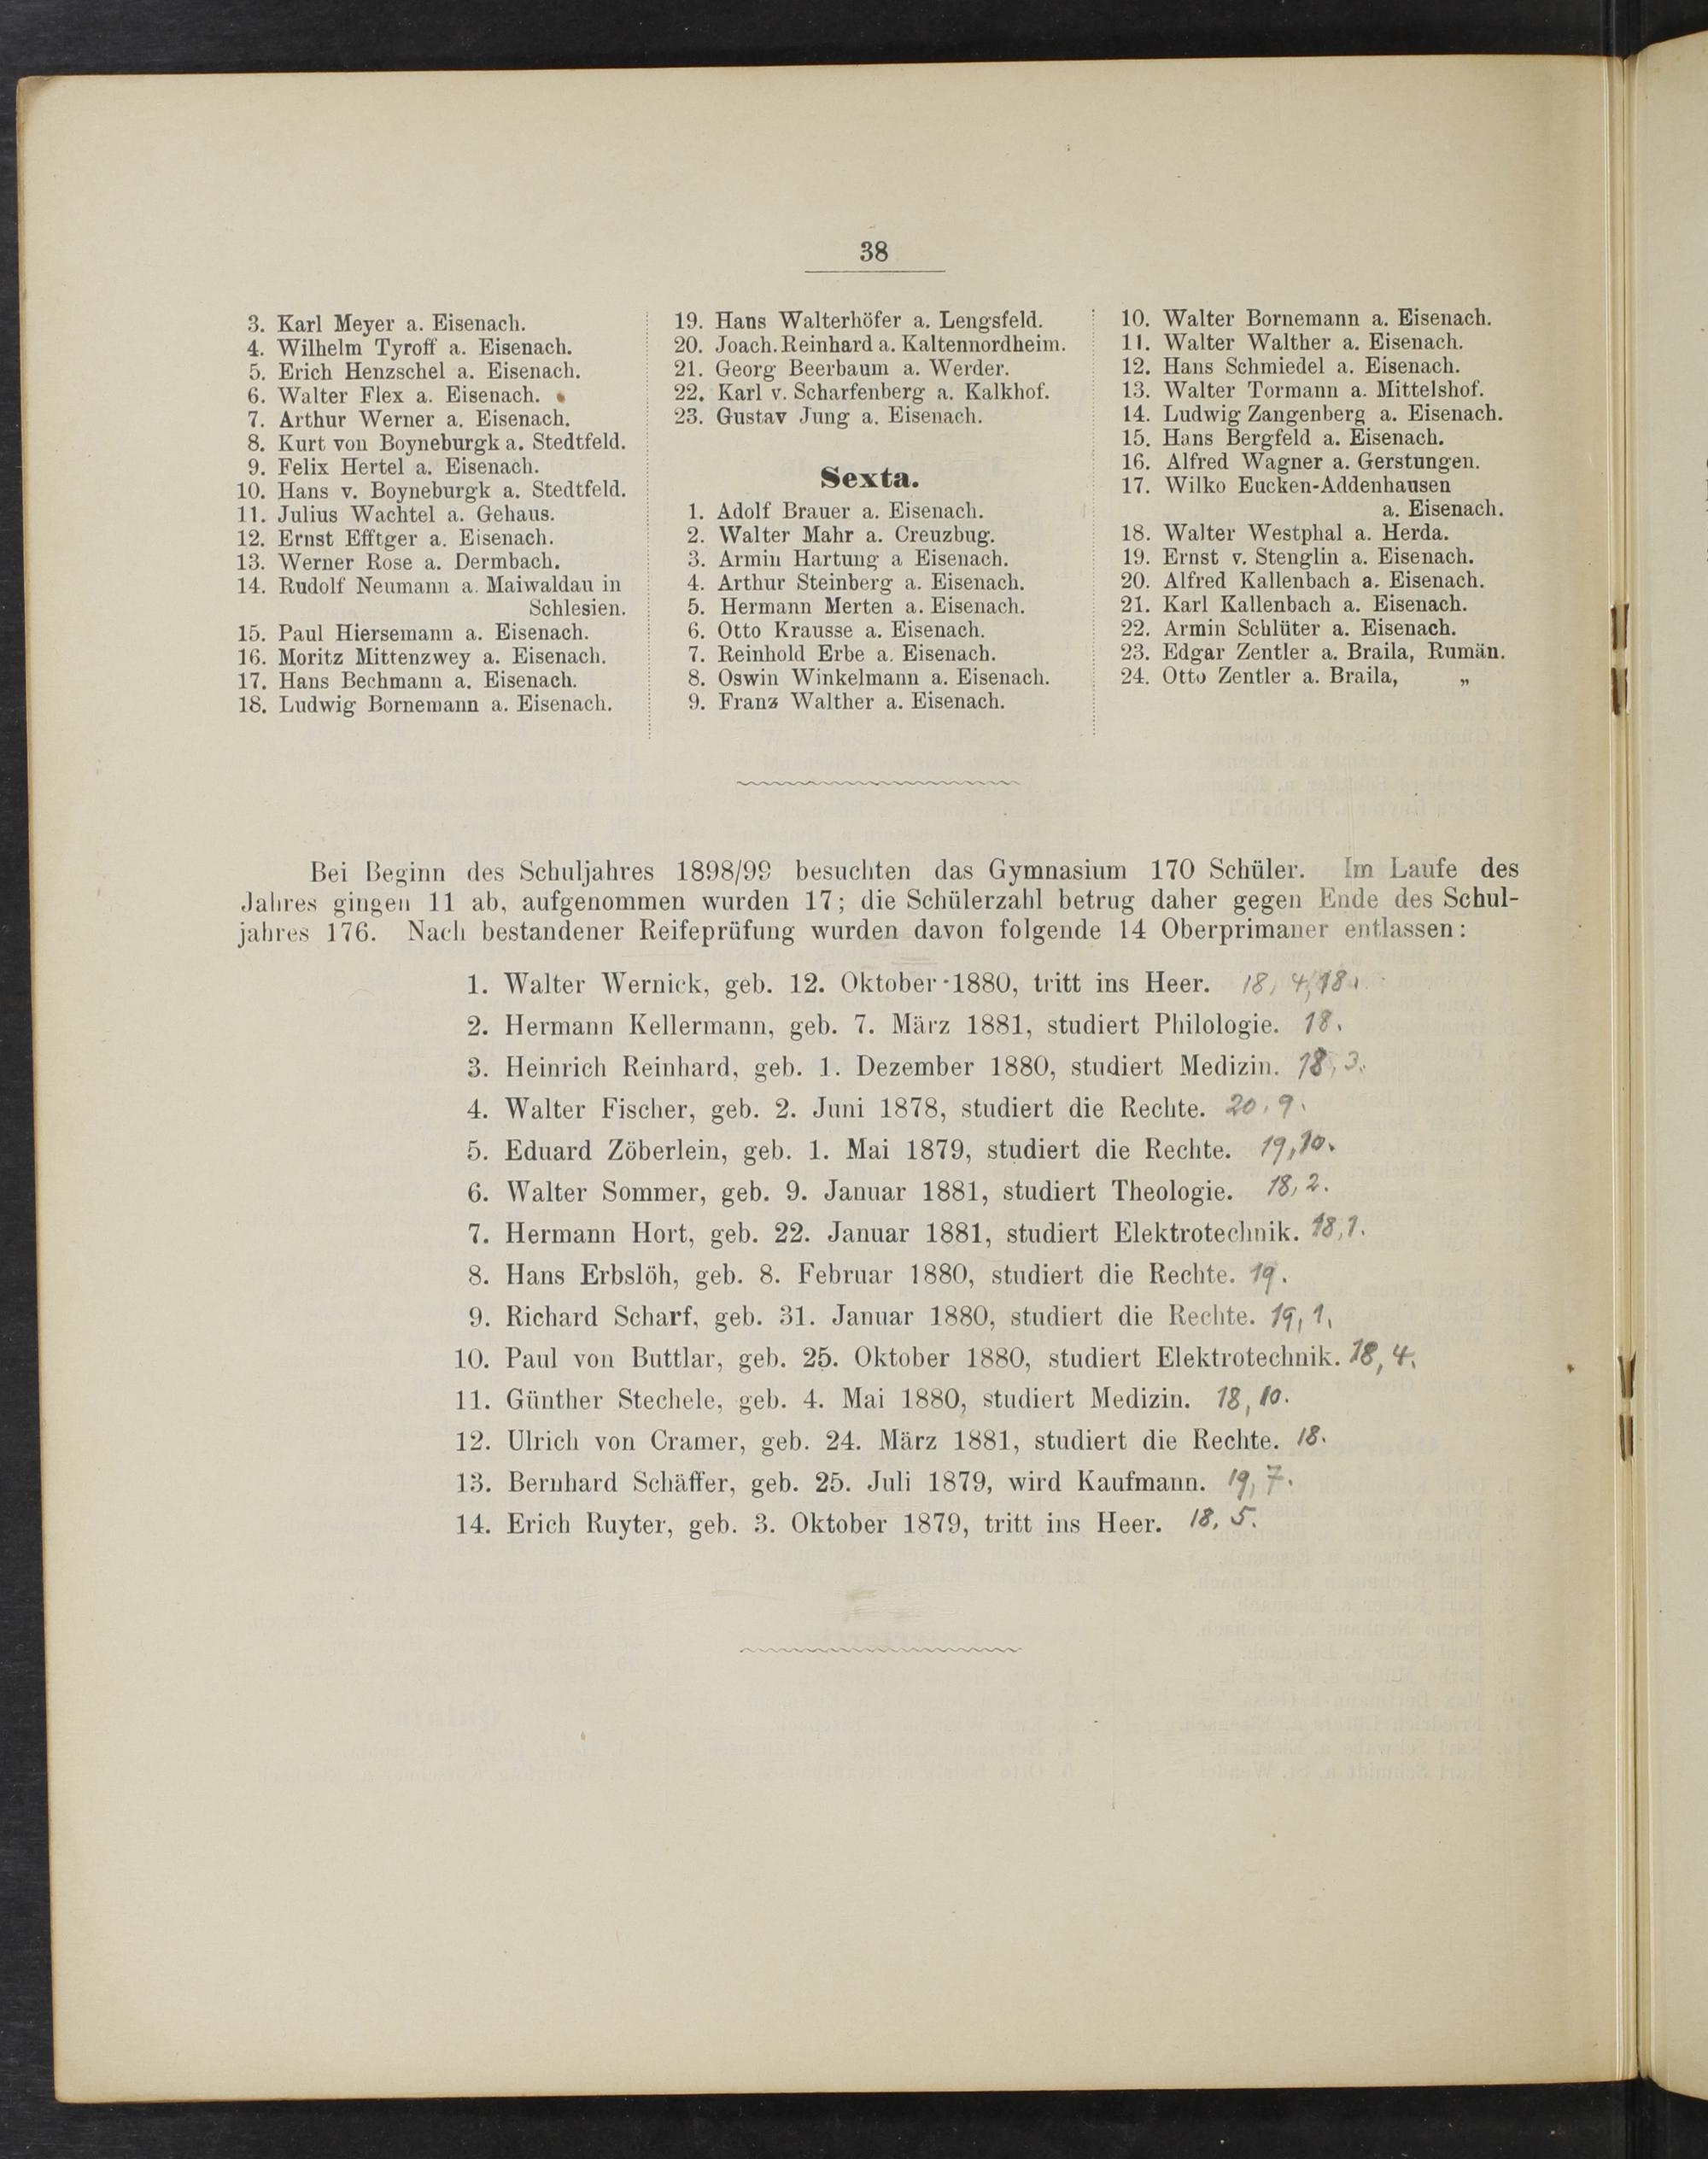 38
3. Karl Meyer a. Eisenach.
4. Wilhelm Tyroff a. Eisenach.
5. Erich Henzschel a. Eisenach.
6. Walter Flex a. Eisenach.
7. Arthur Werner a. Eisenach.
8. Kurt von Boyneburgk a. Stedtfeld.
9. Felix Hertel a. Eisenach.
10. Hans v. Boyneburgk a. Stedtfeld.
11. Julius Wachtel a. Gehaus.
12. Ernst Efftger a. Eisenach.
13. Werner Rose a. Dermbach.
14. Rudolf Neumann a. Maiwaldau in
Schlesien.
15. Paul Hiersemann a. Eisenach.
16. Moritz Mittenzwey a. Eisenach.
17. Hans Bechmann a. Eisenach.
18. Ludwig Bornemann a. Eisenach.
19. Hans Walterhöfer a. Lengsfeld.
20. Joach. Reinhard a. Kaltennordheim.
21. Georg Beerbaum a. Werder.
22. Karl v. Scharfenberg a. Kalkhof.
23. Gustav Jung a. Eisenach.
Sexta.
1. Adolf Brauer a. Eisenach.
2. Walter Mahr a. Creuzbug.
3. Armin Hartung a Eisenach.
4. Arthur Steinberg a. Eisenach.
5. Hermann Merten a. Eisenach.
6. Otto Krausse a. Eisenach.
7. Reinhold Erbe a. Eisenach.
8. Oswin Winkelmann a. Eisenach.
9. Franz Walther a. Eisenach.
10. Walter Bornemann a. Eisenach.
11. Walter Walther a. Eisenach.
12. Hans Schmiedel a. Eisenach.
13. Walter Tormann a. Mittelshof.
14. Ludwig Zangenberg a. Eisenach.
15. Hans Bergfeld a. Eisenach.
16. Alfred Wagner a. Gerstungen.
17. Wilko Eucken-Addenhausen
a. Eisenach.
18. Walter Westphal a. Herda.
19. Ernst v. Stenglin a. Eisenach.
20. Alfred Kallenbach a. Eisenach.
21. Karl Kallenbach a. Eisenach.
22. Armin Schlüter a. Eisenach.
23. Edgar Zentler a. Braila, Rumän.
24. Otto Zentler a. Braila, „
Bei Beginn des Schuljahres 1898/99 besuchten das Gymnasium 170 Schüler. Im Laufe des
Jahres gingen 11 ab, aufgenommen wurden 17; die Schülerzahl betrug daher gegen Ende des Schul-
jahres 176. Nach bestandener Reifeprüfung wurden davon folgende 14 Oberprimaner entlassen:
1. Walter Wernick, geb. 12. Oktober 1880, tritt ins Heer. 18, 4, 18.
2. Hermann Kellermann, geb. 7. März 1881, studiert Philologie. 18.
3. Heinrich Reinhard, geb. 1. Dezember 1880, studiert Medizin. 18, 3.
4. Walter Fischer, geb. 2. Juni 1878, studiert die Rechte. 20, 9.
5. Eduard Zöberlein, geb. 1. Mai 1879, studiert die Rechte. 19, 10.
6. Walter Sommer, geb. 9. Januar 1881, studiert Theologie. 18, 2.
7. Hermann Hort, geb. 22. Januar 1881, studiert Elektrotechnik. 18, 1.
8. Hans Erbslöh, geb. 8. Februar 1880, studiert die Rechte. 19.
9. Richard Scharf, geb. 31. Januar 1880, studiert die Rechte. 19, 1,
10. Paul von Buttlar, geb. 25. Oktober 1880, studiert Elektrotechnik. 18, 4,
11. Günther Stechele, geb. 4. Mai 1880, studiert Medizin. 18, 10.
12. Ulrich von Cramer, geb. 24. März 1881, studiert die Rechte. 18.
13. Bernhard Schäffer, geb. 25. Juli 1879, wird Kaufmann. 19, 7.
14. Erich Ruyter, geb. 3. Oktober 1879, tritt ins Heer. 18, 5.